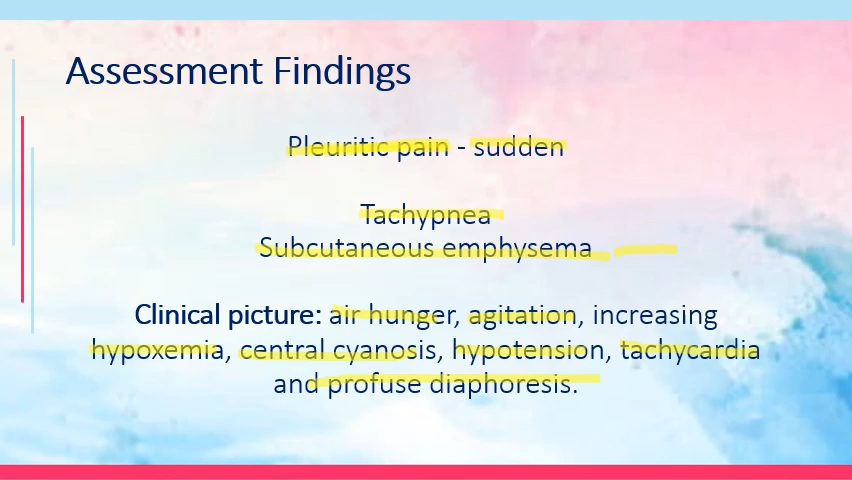 Assessment Findings
Pleuritic pain - sudden
Tachypnea
Subcutaneous emphysema
Clinical picture: air hunger, agitation, increasing
hypoxemia, central cyanosis, hypotension, tachycardia
and profuse diaphoresis.